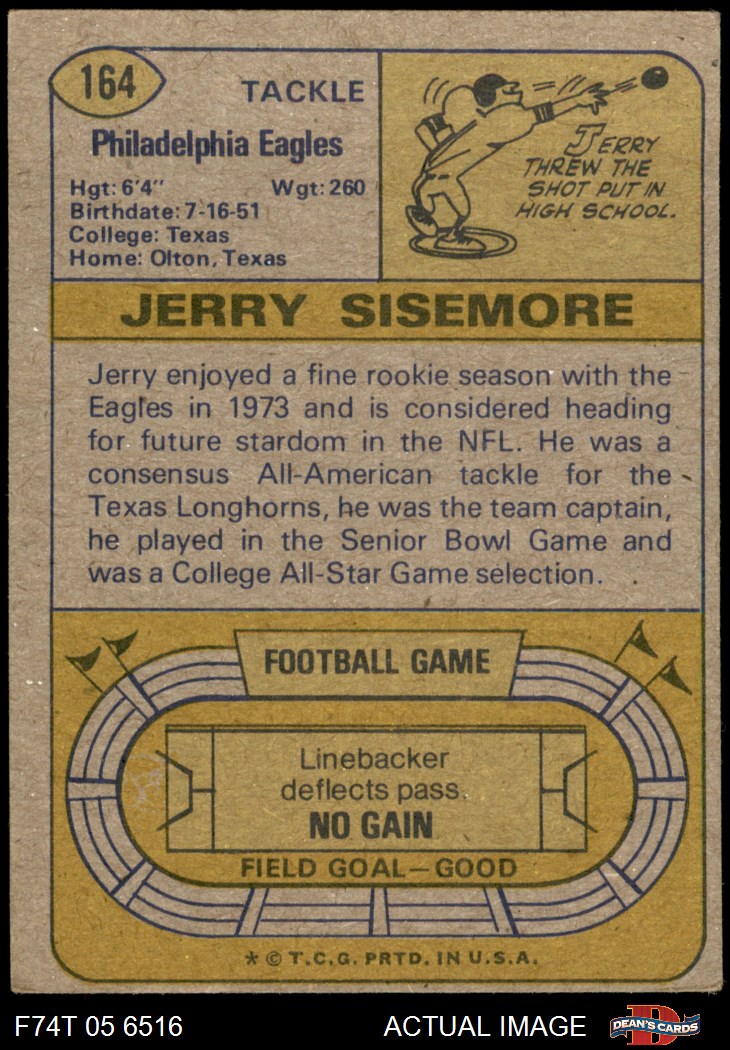 164
TACKLE
Philadelphia Eagles
Hgt: 6'4" Wgt: 260
Birthdate: 7-16-51
College: Texas
Home: Olton, Texas
JERRY
THREW THE
SHOT PUT IN
HIGH SCHOOL.
JERRY SISEMORE
Jerry enjoyed a fine rookie season with the
Eagles in 1973 and is considered heading
for future stardom in the NFL. He was a
consensus All-American tackle for the
Texas Longhorns, he was the team captain,
he played in the Senior Bowl Game and
was a College All-Star Game selection.
FOOTBALL GAME
Linebacker
deflects pass.
NO GAIN
FIELD GOAL—GOOD
* © T.C.G. PRTD. IN U.S.A.
F74T 05 6516 ACTUAL IMAGE D DEAN'S CARDS